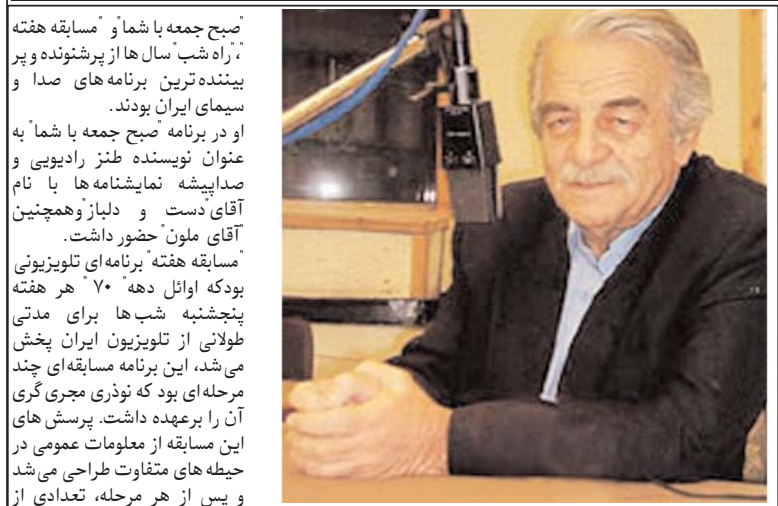 "صبح جمعه با شما" و "مسابقه هفته
"، "راه شب" سال ها از پرشنونده و پر
بیننده ترین برنامه های صدا و
سیمای ایران بودند.
او در برنامه "صبح جمعه با شما" به
عنوان نویسنده طنز رادیویی و
صداپیشه نمایشنامه ها با نام
آقای "دست و دلباز" وهمچنین
"آقای ملون" حضور داشت.
"مسابقه هفته" برنامه ای تلویزیونی
بودکه اوائل دهه "۷۰" هر هفته
پنجشنبه شب ها برای مدتی
طولانی از تلویزیون ایران پخش
می شد، این برنامه مسابقه ای چند
مرحله ای بود که نوذری مجری گری
آن را برعهده داشت. پرسش های
این مسابقه از معلومات عمومی در
حیطه های متفاوت طراحی می شد
و پس از هر مرحله، تعدادی از